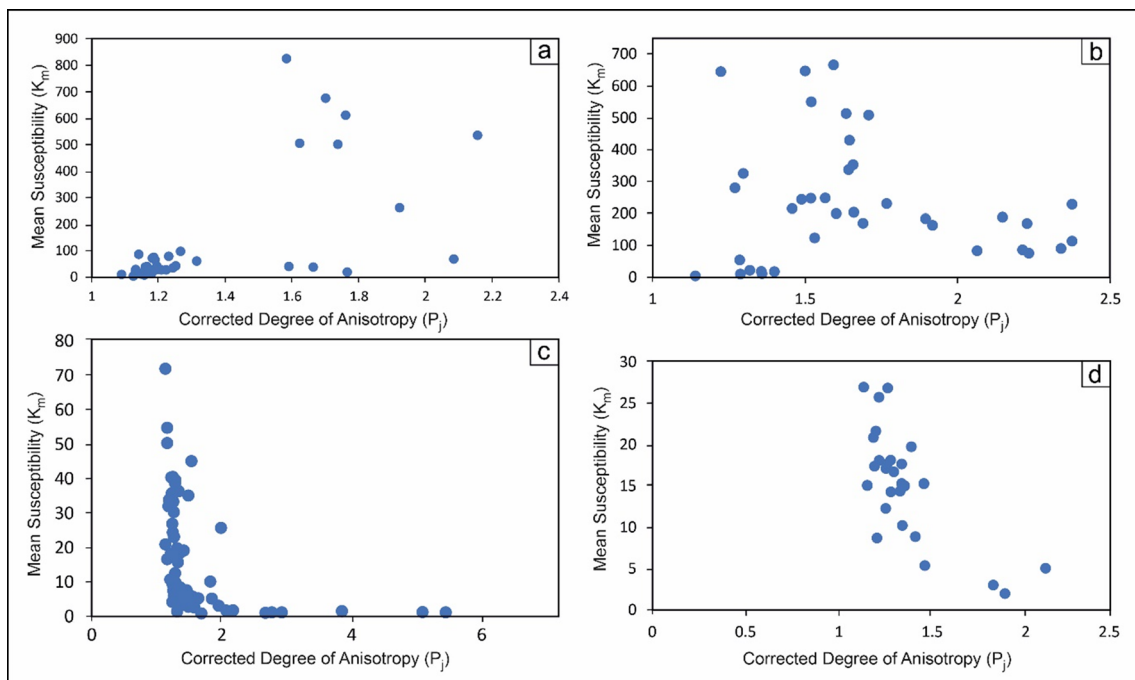 a
900
800
700
600
500
400
300
200
100
0
Mean Susceptibility (Km)
1 1.2 1.4 1.6 1.8 2 2.2 2.4
Corrected Degree of Anisotropy (Pj)
b
700
600
500
400
300
200
100
0
Mean Susceptibility (Km)
1 1.5 2 2.5
Corrected Degree of Anisotropy (Pj)
c
80
70
60
50
40
30
20
10
0
Mean Susceptibility (Km)
0 2 4 6
Corrected Degree of Anisotropy (Pj)
d
30
25
20
15
10
5
0
Mean Susceptibility (Km)
0 0.5 1 1.5 2 2.5
Corrected Degree of Anisotropy (Pj)